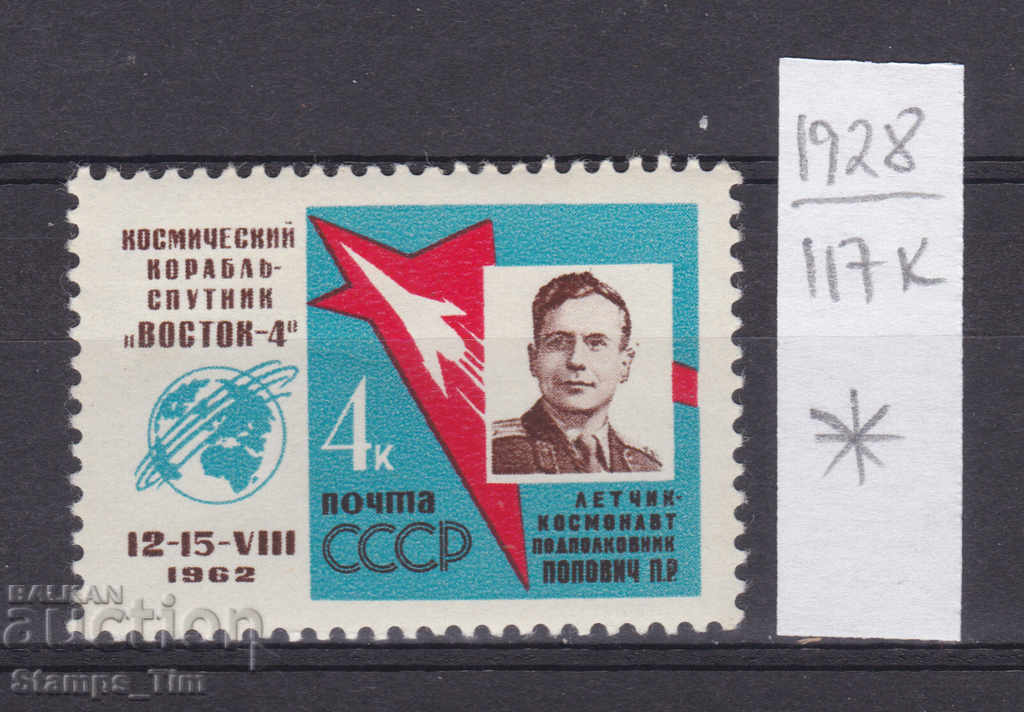 КОСМИЧЕСКИЙ
КОРАБЛЬ-
СПУТНИК
„ВОСТОК-4"
12-15-VIII
1962
4к
почта
СССР
ЛЕТЧИК-
КОСМОНАВТ
ПОДПОЛКОВНИК
ПОПОВИЧ П.Р.
1928
117к
BALKAN
auction
Stamps_Tim